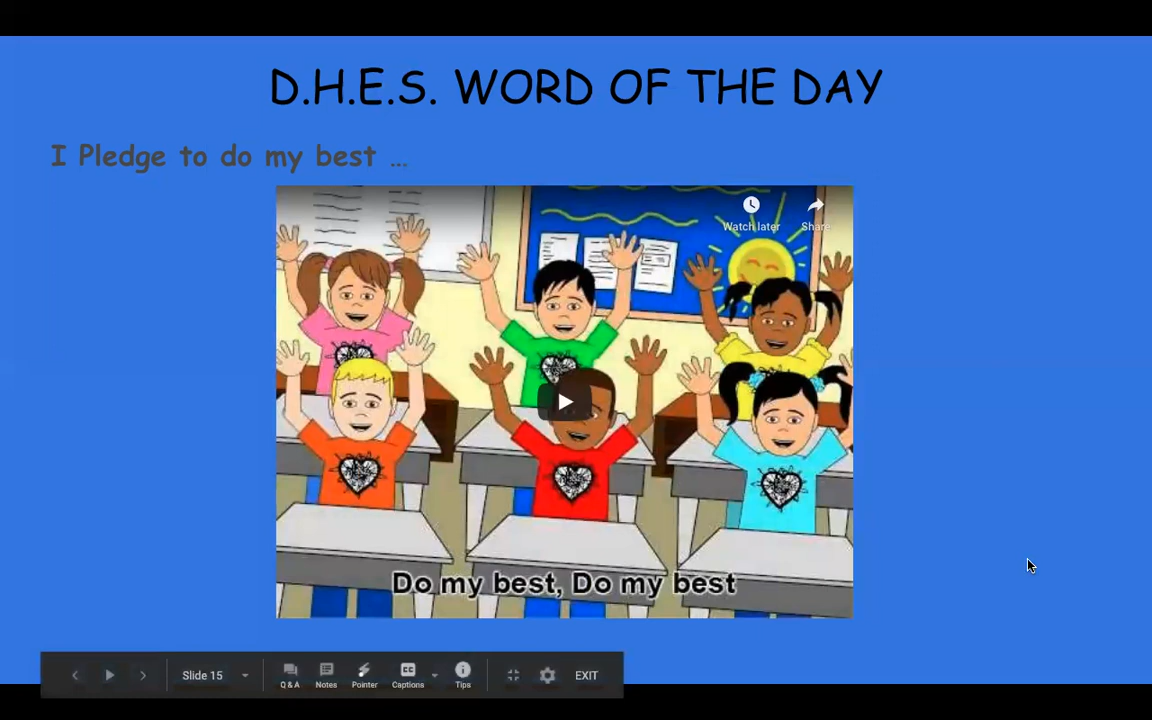 D.H.E.S. WORD OF THE DAY
I Pledge to do my best ...
Watch later
Share
Do my best, Do my best
Slide 15
Q & A
Notes
Pointer
Captions
Tips
EXIT